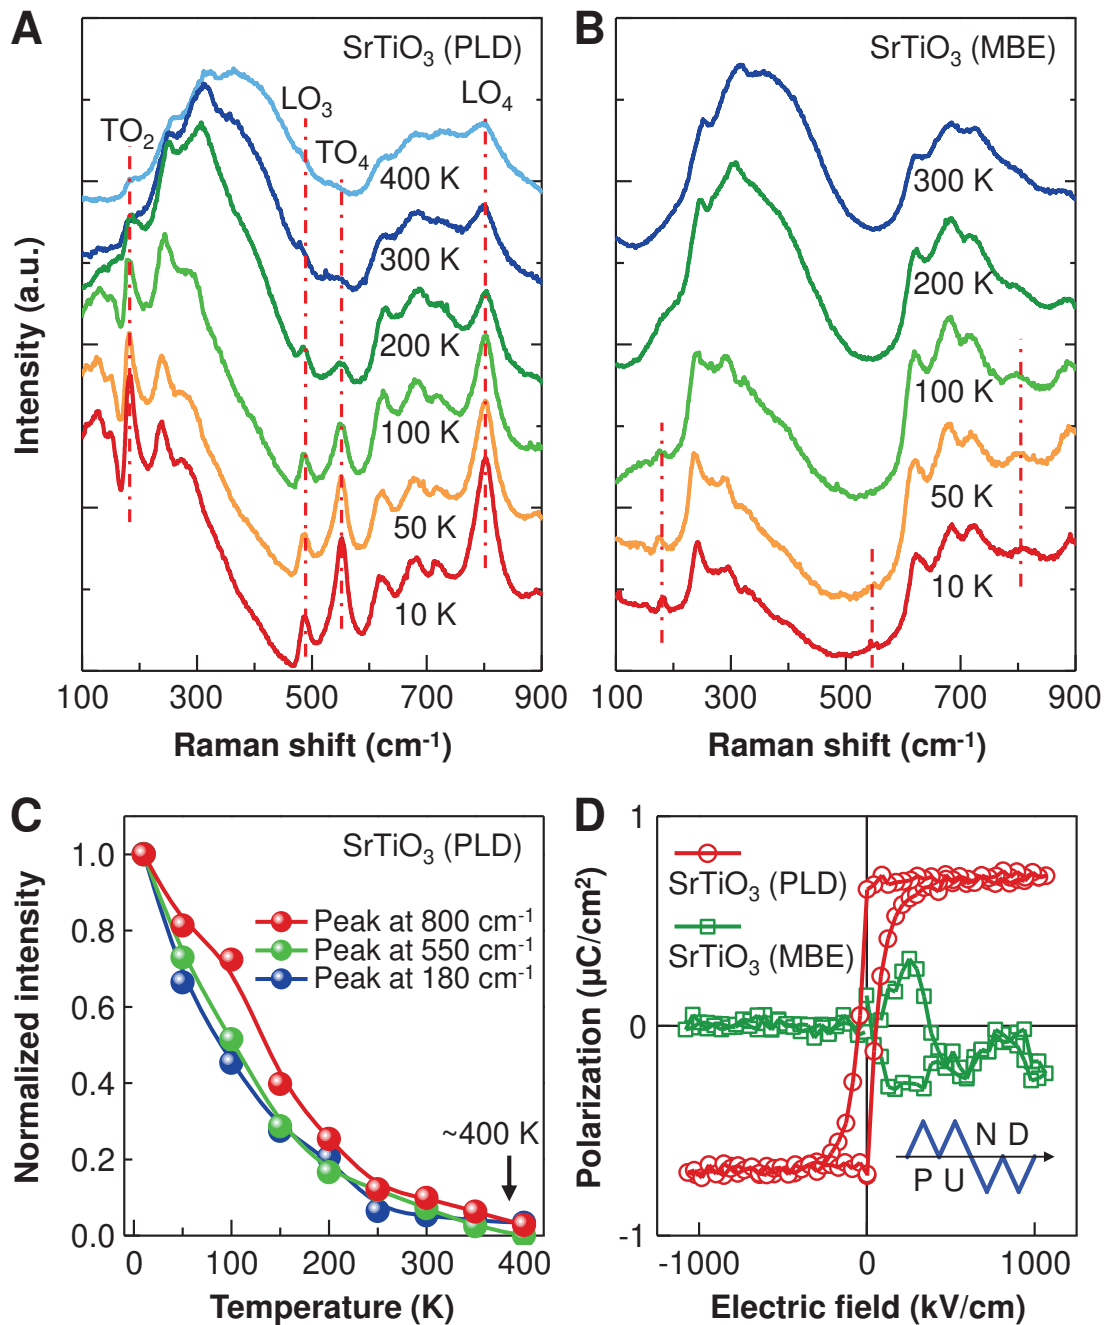 A
SrTiO₃ (PLD)
TO₂
LO₃
TO₄
LO₄
400 K
300 K
200 K
100 K
50 K
10 K
Intensity (a.u.)
100 300 500 700 900
Raman shift (cm⁻¹)
B
SrTiO₃ (MBE)
300 K
200 K
100 K
50 K
10 K
100 300 500 700 900
Raman shift (cm⁻¹)
C
SrTiO₃ (PLD)
Peak at 800 cm⁻¹
Peak at 550 cm⁻¹
Peak at 180 cm⁻¹
~400 K
Normalized intensity
1.0
0.8
0.6
0.4
0.2
0.0
0 100 200 300 400
Temperature (K)
D
SrTiO₃ (PLD)
SrTiO₃ (MBE)
N D
P U
Polarization (μC/cm²)
1
0
-1
-1000 0 1000
Electric field (kV/cm)